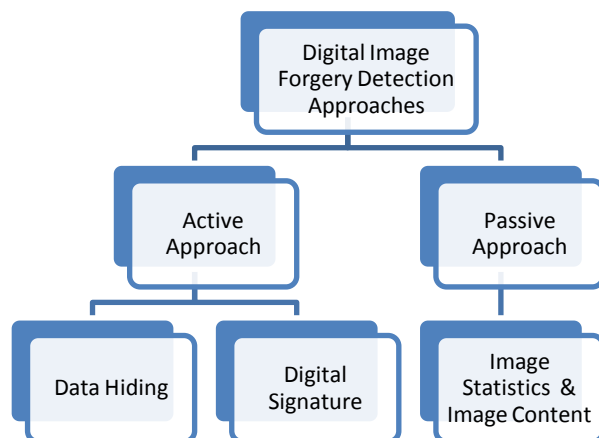 Digital Image
Forgery Detection
Approaches
Active
Approach
Passive
Approach
Data Hiding
Digital
Signature
Image
Statistics &
Image Content